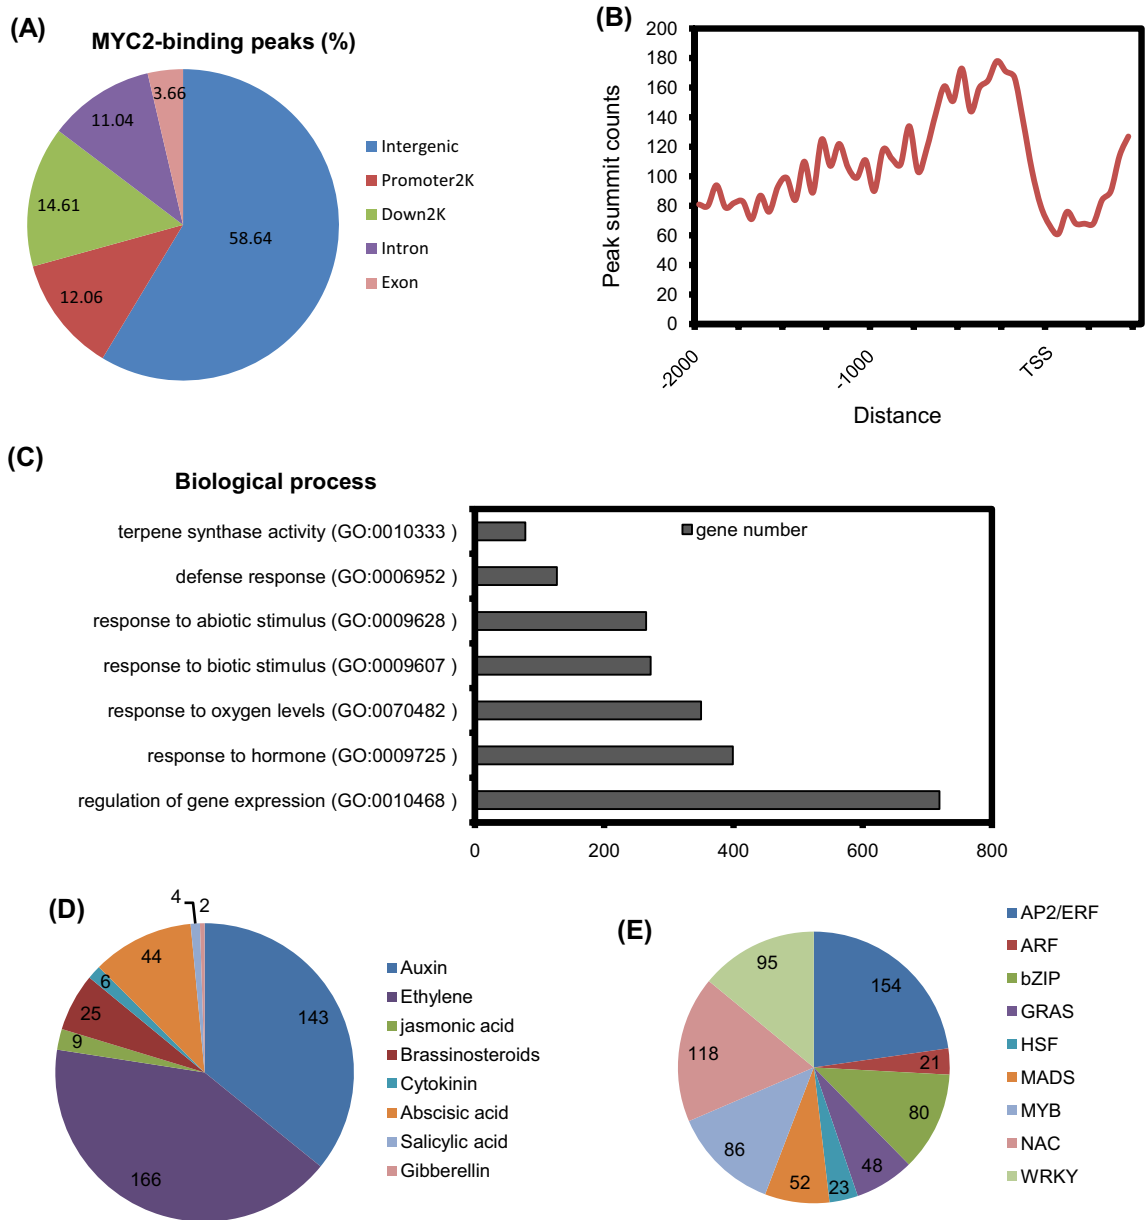 (A)
MYC2-binding peaks (%)
3.66
11.04
14.61
12.06
58.64
Intergenic
Promoter2K
Down2K
Intron
Exon
(B)
Peak summit counts
200
180
160
140
120
100
80
60
40
20
0
-2000
-1000
TSS
Distance
(C)
Biological process
gene number
terpene synthase activity (GO:0010333 )
defense response (GO:0006952 )
response to abiotic stimulus (GO:0009628 )
response to biotic stimulus (GO:0009607 )
response to oxygen levels (GO:0070482 )
response to hormone (GO:0009725 )
regulation of gene expression (GO:0010468 )
0
200
400
600
800
(D)
4
2
44
6
25
9
143
166
Auxin
Ethylene
jasmonic acid
Brassinosteroids
Cytokinin
Abscisic acid
Salicylic acid
Gibberellin
(E)
95
154
118
21
80
86
48
52
23
AP2/ERF
ARF
bZIP
GRAS
HSF
MADS
MYB
NAC
WRKY